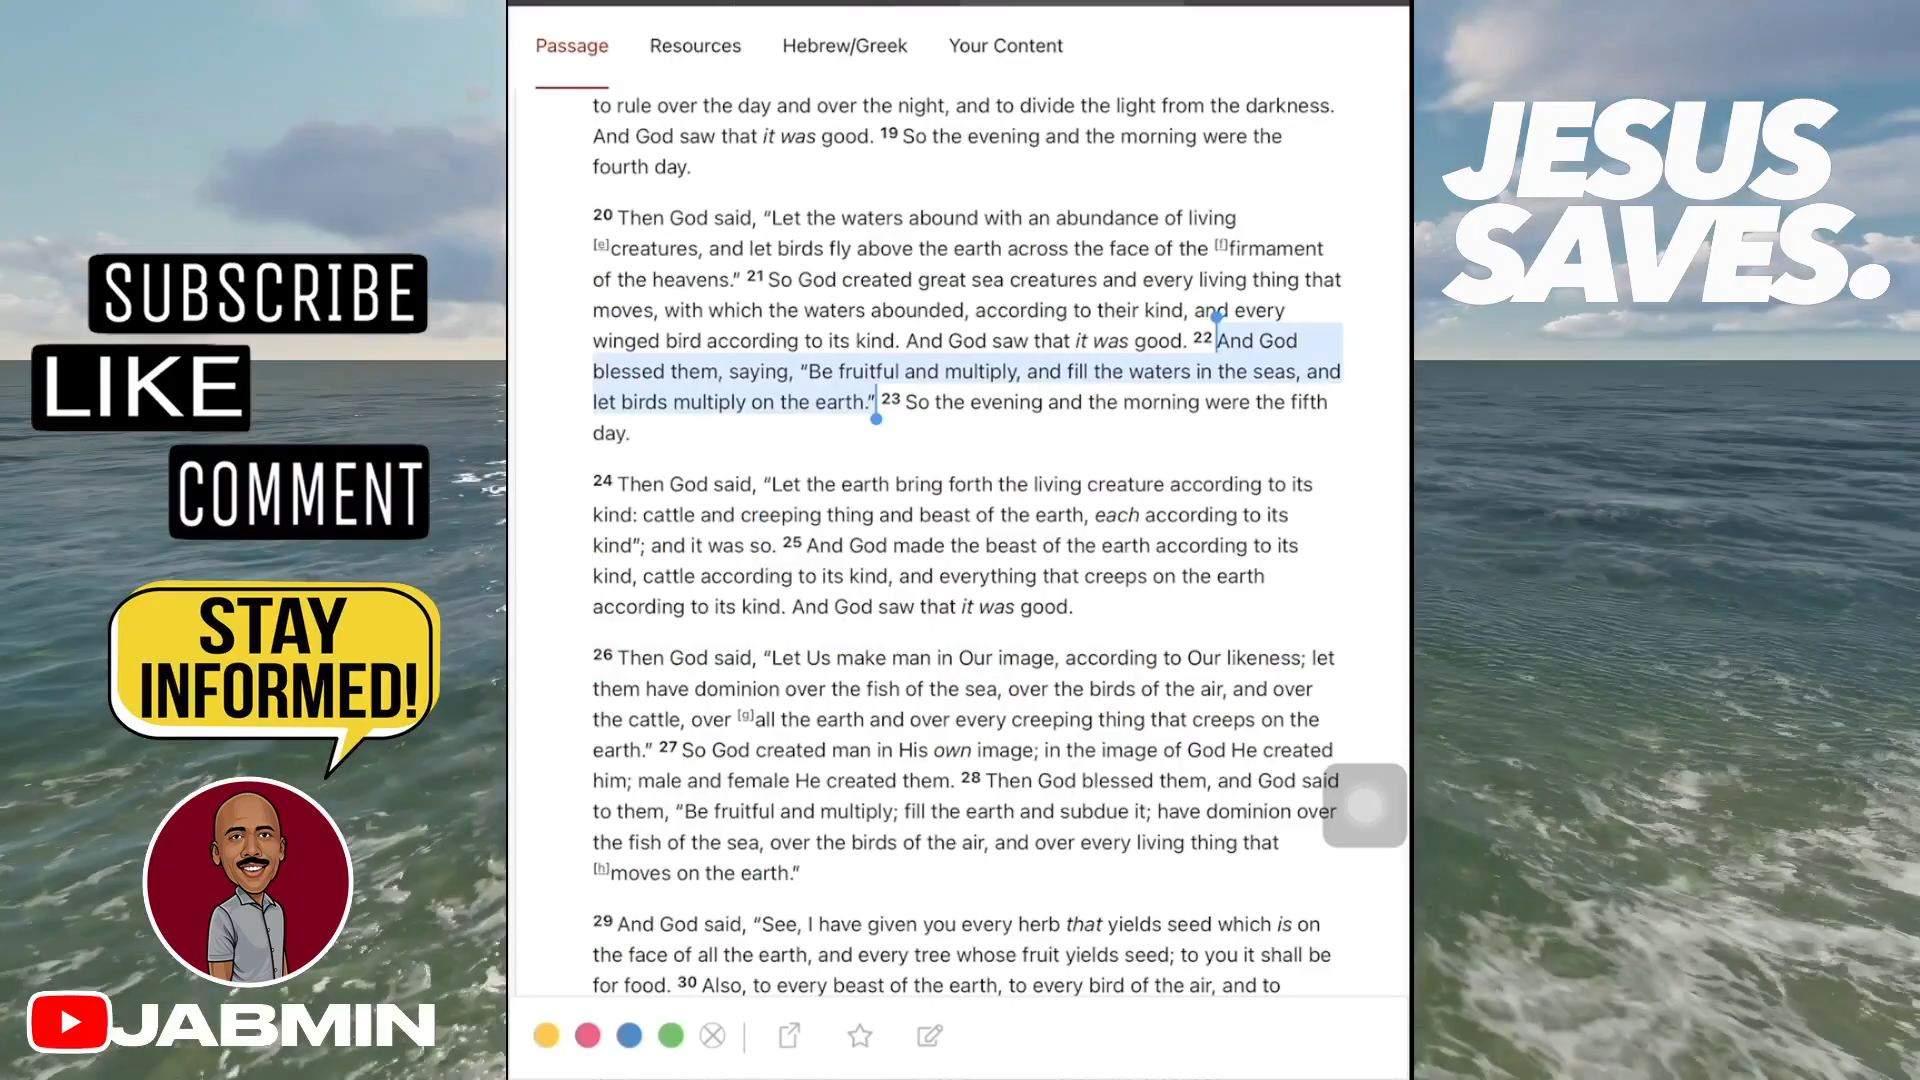 Passage Resources Hebrew/Greek Your Content
to rule over the day and over the night, and to divide the light from the darkness.
And God saw that it was good. 19 So the evening and the morning were the
fourth day.
20 Then God said, “Let the waters abound with an abundance of living
[e]creatures, and let birds fly above the earth across the face of the [f]firmament
of the heavens.” 21 So God created great sea creatures and every living thing that
moves, with which the waters abounded, according to their kind, and every
winged bird according to its kind. And God saw that it was good. 22 And God
blessed them, saying, “Be fruitful and multiply, and fill the waters in the seas, and
let birds multiply on the earth.” 23 So the evening and the morning were the fifth
day.
24 Then God said, “Let the earth bring forth the living creature according to its
kind: cattle and creeping thing and beast of the earth, each according to its
kind”; and it was so. 25 And God made the beast of the earth according to its
kind, cattle according to its kind, and everything that creeps on the earth
according to its kind. And God saw that it was good.
26 Then God said, “Let Us make man in Our image, according to Our likeness; let
them have dominion over the fish of the sea, over the birds of the air, and over
the cattle, over [g]all the earth and over every creeping thing that creeps on the
earth.” 27 So God created man in His own image; in the image of God He created
him; male and female He created them. 28 Then God blessed them, and God said
to them, “Be fruitful and multiply; fill the earth and subdue it; have dominion over
the fish of the sea, over the birds of the air, and over every living thing that
[h]moves on the earth.”
29 And God said, “See, I have given you every herb that yields seed which is on
the face of all the earth, and every tree whose fruit yields seed; to you it shall be
for food. 30 Also, to every beast of the earth, to every bird of the air, and to
SUBSCRIBE
LIKE
COMMENT
STAY
INFORMED!
JABMIN
JESUS
SAVES.